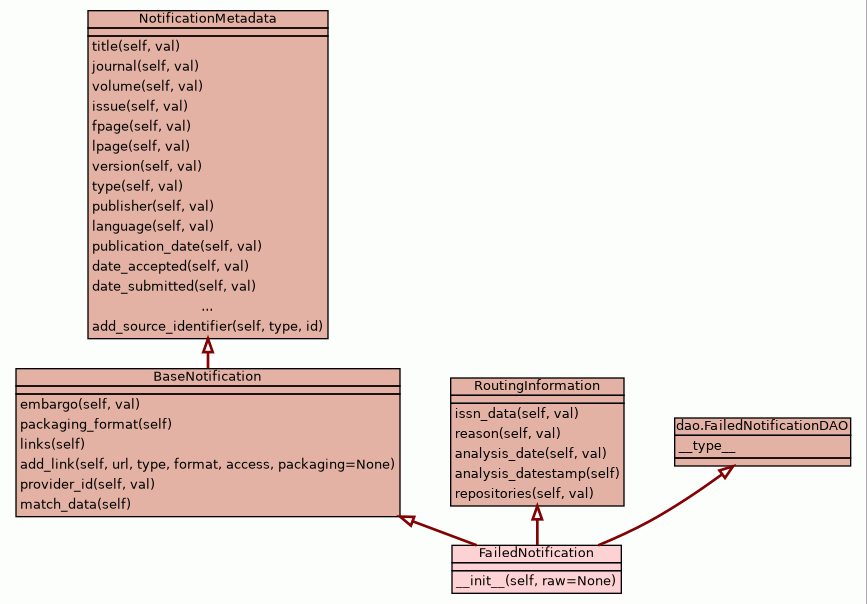 NotificationMetadata
title(self, val)
journal(self, val)
volume(self, val)
issue(self, val)
fpage(self, val)
lpage(self, val)
version(self, val)
type(self, val)
publisher(self, val)
language(self, val)
publication_date(self, val)
date_accepted(self, val)
date_submitted(self, val)
...
add_source_identifier(self, type, id)
BaseNotification
embargo(self, val)
packaging_format(self)
links(self)
add_link(self, url, type, format, access, packaging=None)
provider_id(self, val)
match_data(self)
RoutingInformation
issn_data(self, val)
reason(self, val)
analysis_date(self, val)
analysis_datestamp(self)
repositories(self, val)
dao.FailedNotificationDAO
__type__
FailedNotification
__init__(self, raw=None)